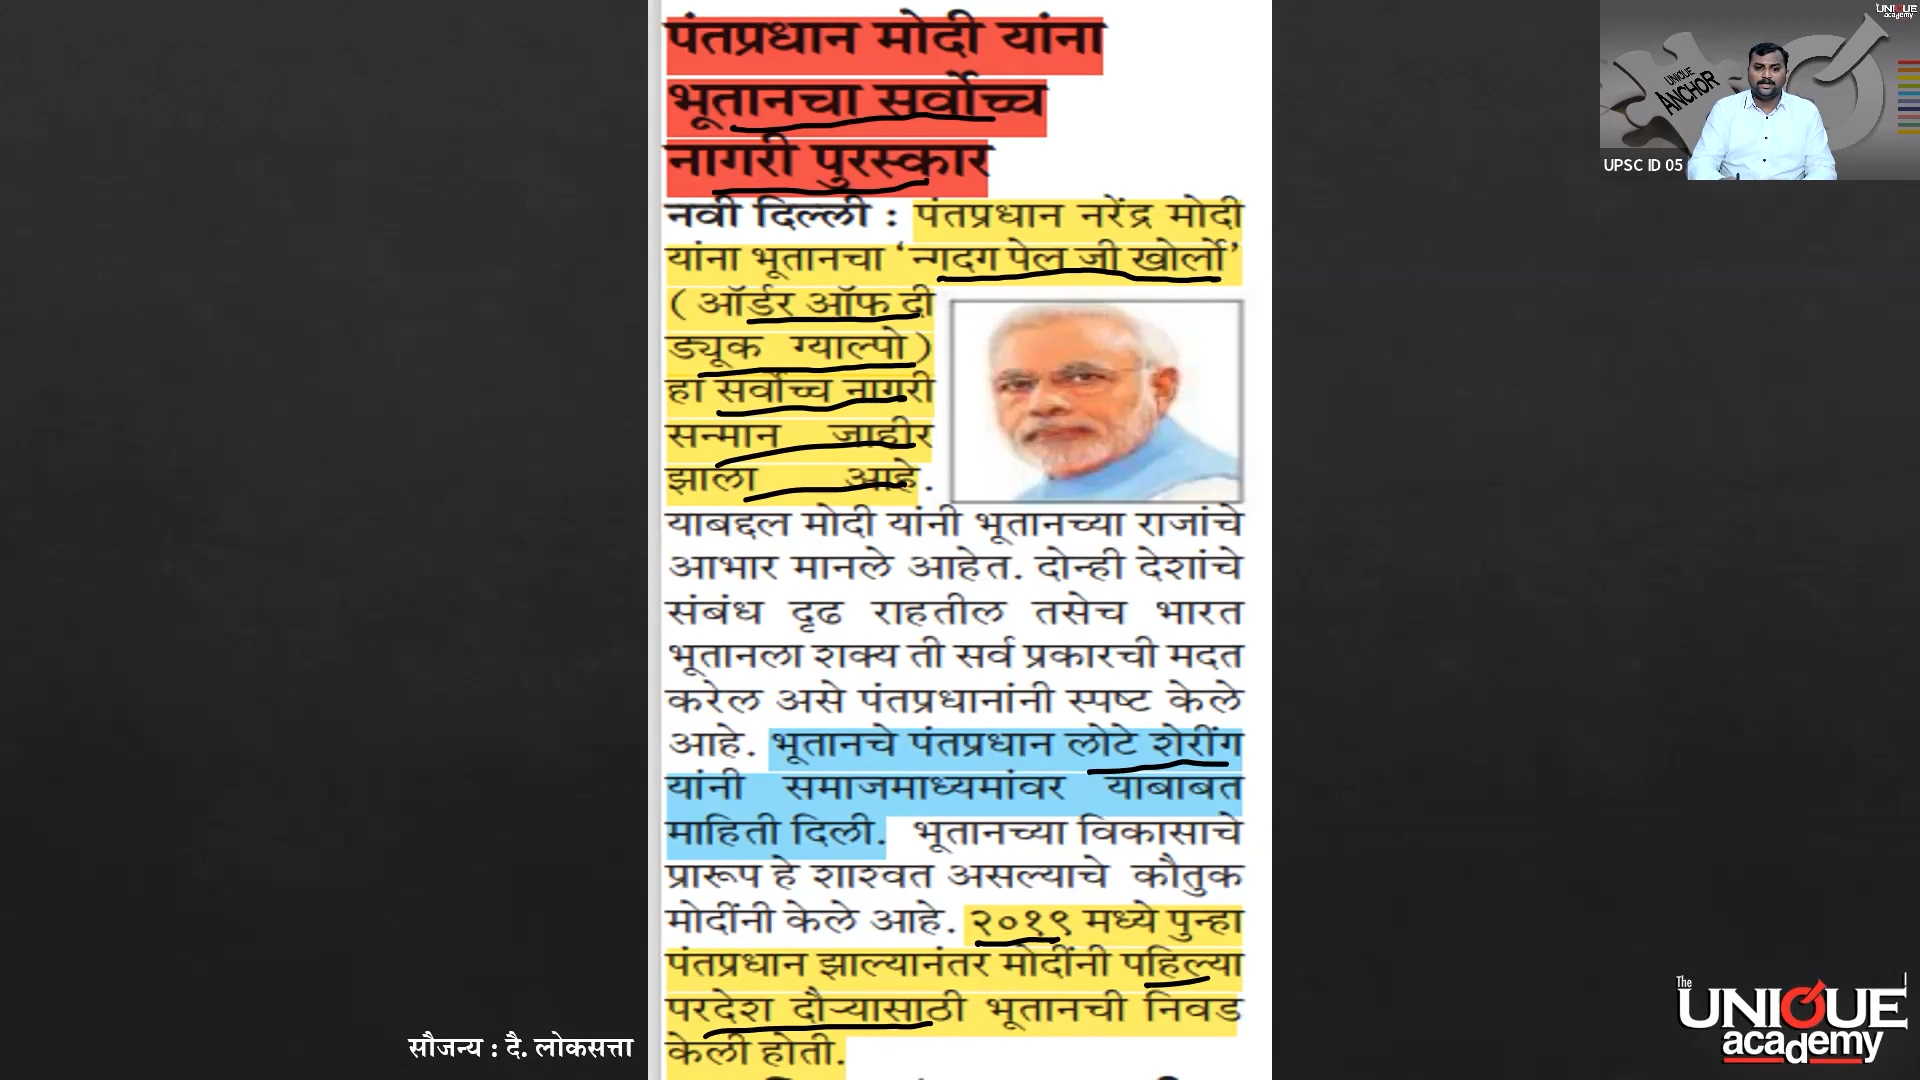 पंतप्रधान मोदी यांना
भूतानचा सर्वोच्च
नागरी पुरस्कार
नवी दिल्ली : पंतप्रधान नरेंद्र मोदी
यांना भूतानचा ‘न्गदग पेल जी खोर्लो’
( ऑर्डर ऑफ दी
ड्यूक ग्याल्पो)
हा सर्वोच्च नागरी
सन्मान जाहीर
झाला आहे.
याबद्दल मोदी यांनी भूतानच्या राजांचे
आभार मानले आहेत. दोन्ही देशांचे
संबंध दृढ राहतील तसेच भारत
भूतानला शक्य ती सर्व प्रकारची मदत
करेल असे पंतप्रधानांनी स्पष्ट केले
आहे. भूतानचे पंतप्रधान लोटे शेरींग
यांनी समाजमाध्यमांवर याबाबत
माहिती दिली. भूतानच्या विकासाचे
प्रारूप हे शाश्वत असल्याचे कौतुक
मोदींनी केले आहे. २०१९ मध्ये पुन्हा
पंतप्रधान झाल्यानंतर मोदींनी पहिल्या
परदेश दौऱ्यासाठी भूतानची निवड
केली होती.
सौजन्य : दै. लोकसत्ता
UNIQUE
academy
UNIQUE
ANCHOR
UPSC ID 05
The
UNIQUE
academy